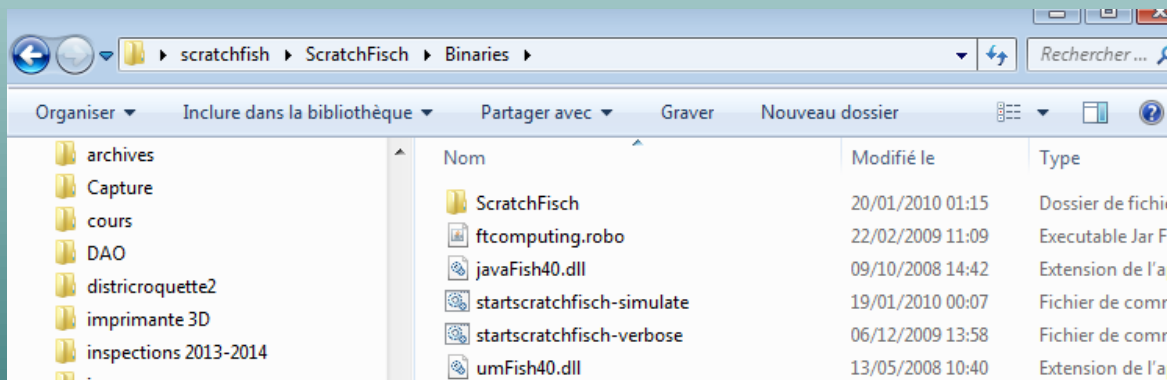 scratchfish ScratchFisch Binaries Rechercher ...
Organiser Inclure dans la bibliothèque Partager avec Graver Nouveau dossier
archives
Capture
cours
DAO
districroquette2
imprimante 3D
inspections 2013-2014
Nom Modifié le Type
ScratchFisch 20/01/2010 01:15 Dossier de fichie
ftcomputing.robo 22/02/2009 11:09 Executable Jar F
javaFish40.dll 09/10/2008 14:42 Extension de l'a
startscratchfisch-simulate 19/01/2010 00:07 Fichier de comm
startscratchfisch-verbose 06/12/2009 13:58 Fichier de comm
umFish40.dll 13/05/2008 10:40 Extension de l'a